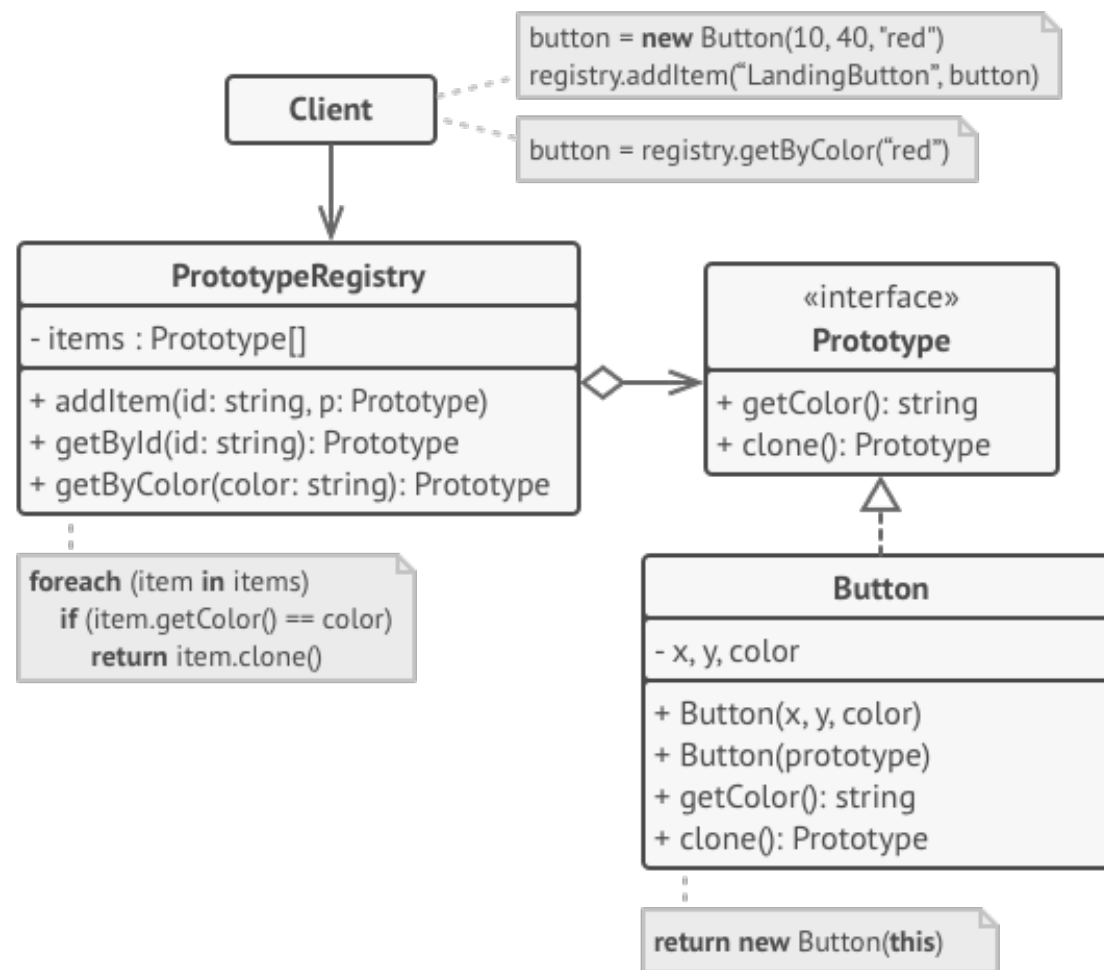 button = new Button(10, 40, "red")
registry.addItem(“LandingButton”, button)
Client
button = registry.getByColor(“red”)
PrototypeRegistry
- items : Prototype[]
+ addItem(id: string, p: Prototype)
+ getById(id: string): Prototype
+ getByColor(color: string): Prototype
«interface»
Prototype
+ getColor(): string
+ clone(): Prototype
foreach (item in items)
if (item.getColor() == color)
return item.clone()
Button
- x, y, color
+ Button(x, y, color)
+ Button(prototype)
+ getColor(): string
+ clone(): Prototype
return new Button(this)